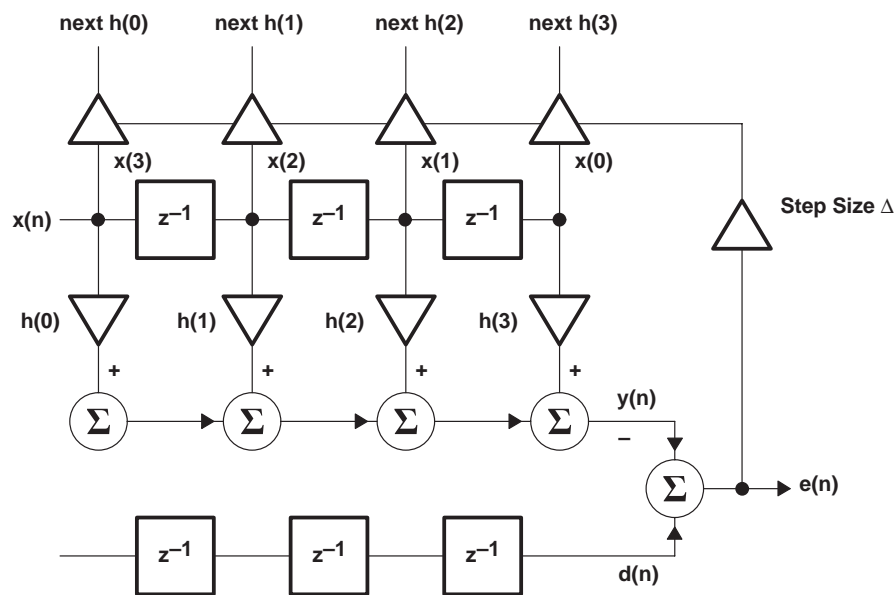 next h(0) next h(1) next h(2) next h(3)
x(3) x(2) x(1) x(0)
x(n) z–1 z–1 z–1 Step Size Δ
h(0) h(1) h(2) h(3)
+ + + +
Σ Σ Σ Σ y(n)
–
Σ e(n)
z–1 z–1 z–1
d(n)